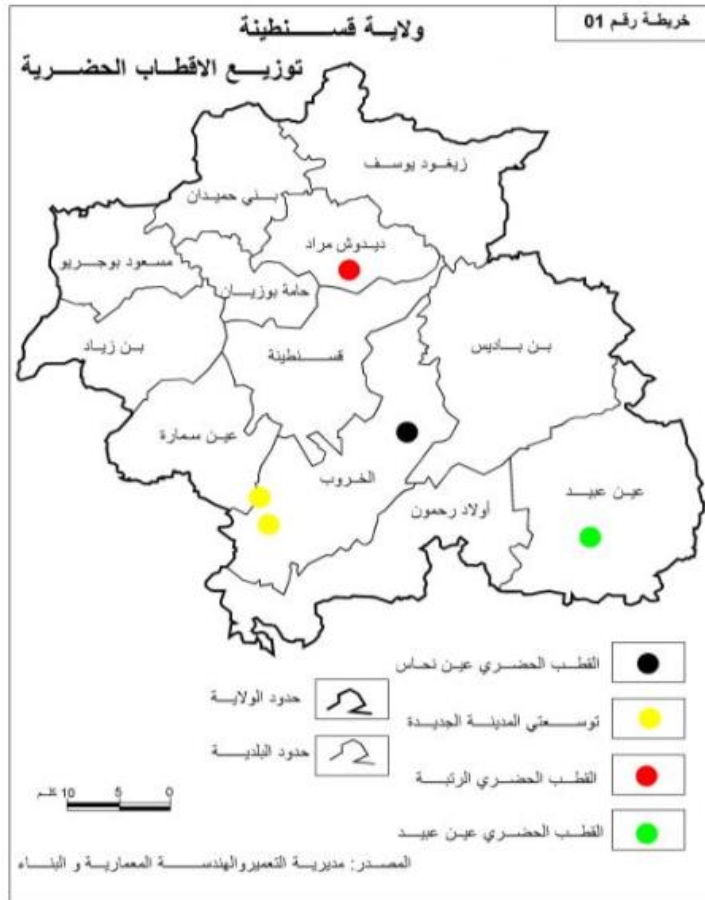 خريطة رقم 01
ولاية قسنطينة
توزيع الاقطاب الحضرية
زيغود يوسف
بني حميدان
ديدوش مراد
مسعود بوجريو
حامة بوزيان
بن زياد
قسنطينة
بن باديس
عين سمارة
الخروب
أولاد رحمون
عين عبيد
القطب الحضري عين نحاس
توسعتي المدينة الجديدة
القطب الحضري الرتبة
القطب الحضري عين عبيد
حدود الولاية
حدود البلدية
0 5 10 كلم
المصدر: مديرية التعمير والهندسة المعمارية و البناء